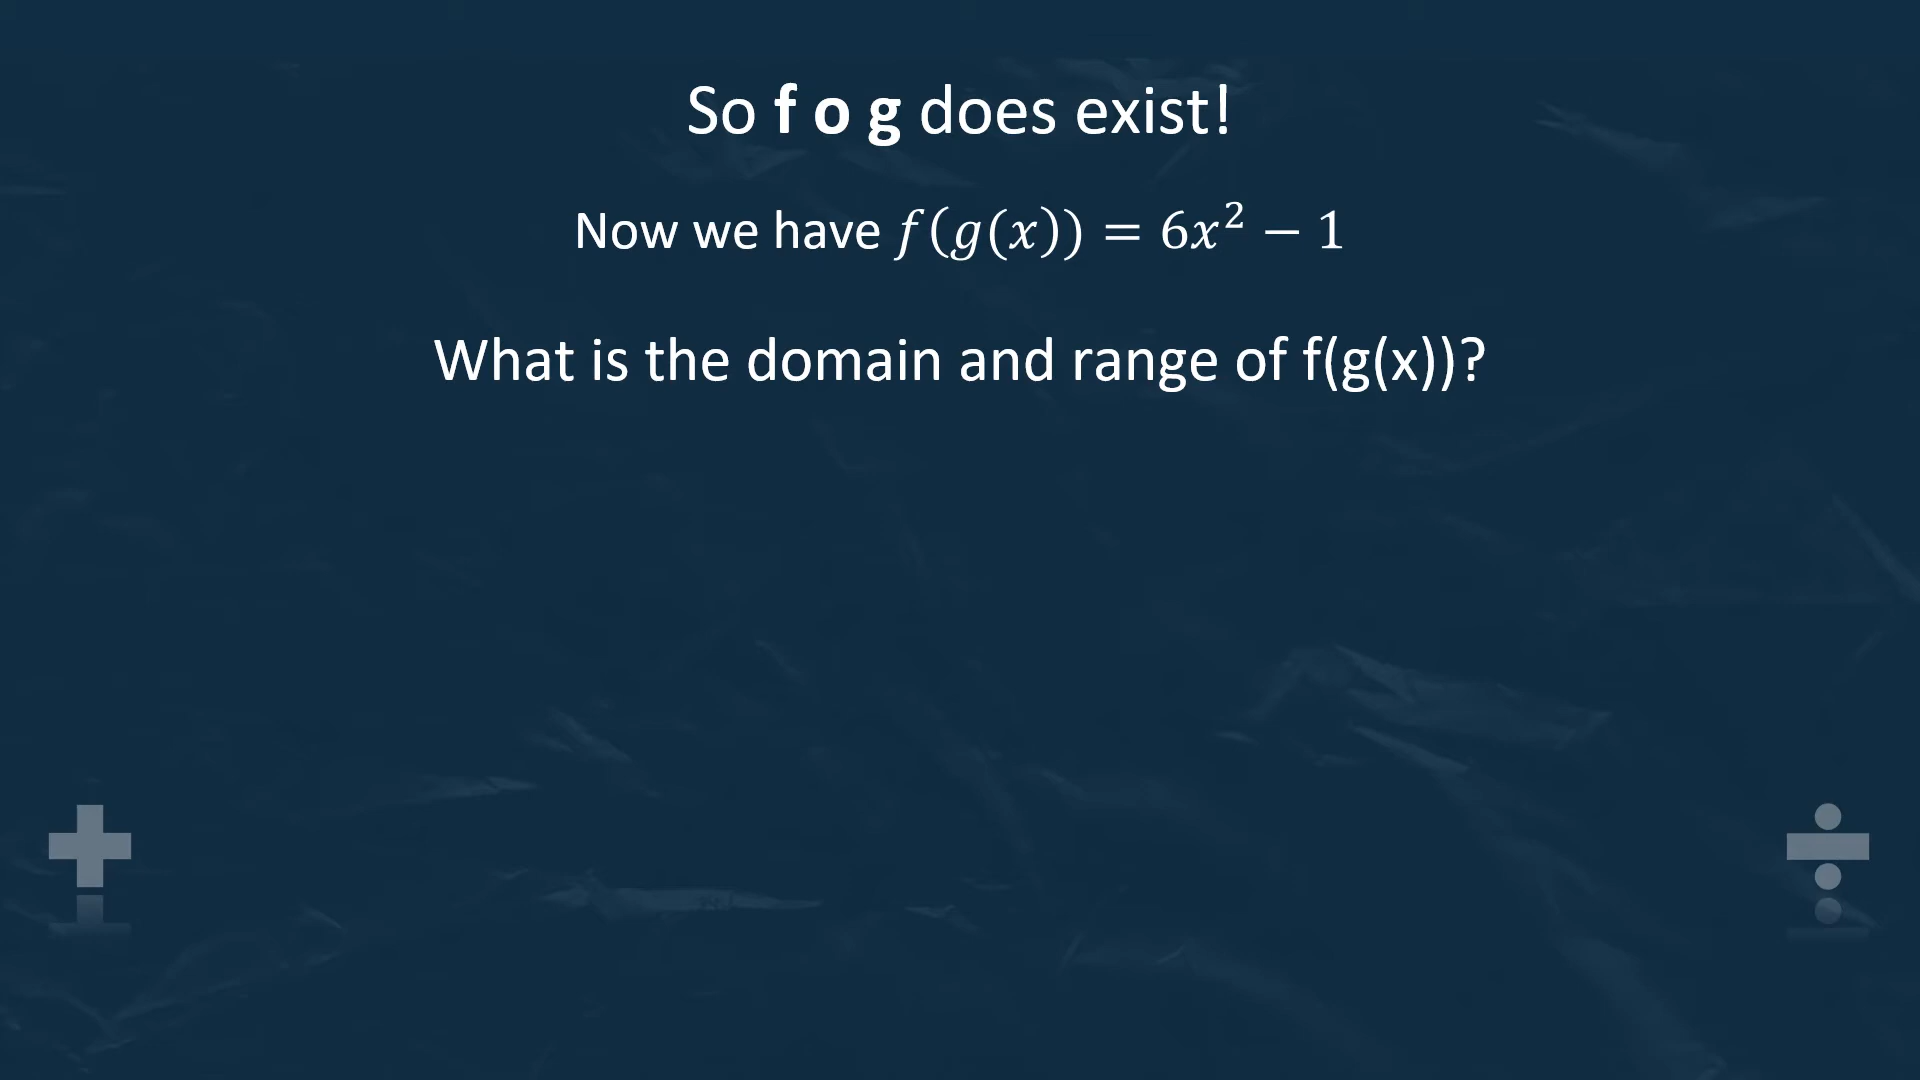 So f o g does exist!
Now we have f(g(x)) = 6x² − 1
What is the domain and range of f(g(x))?